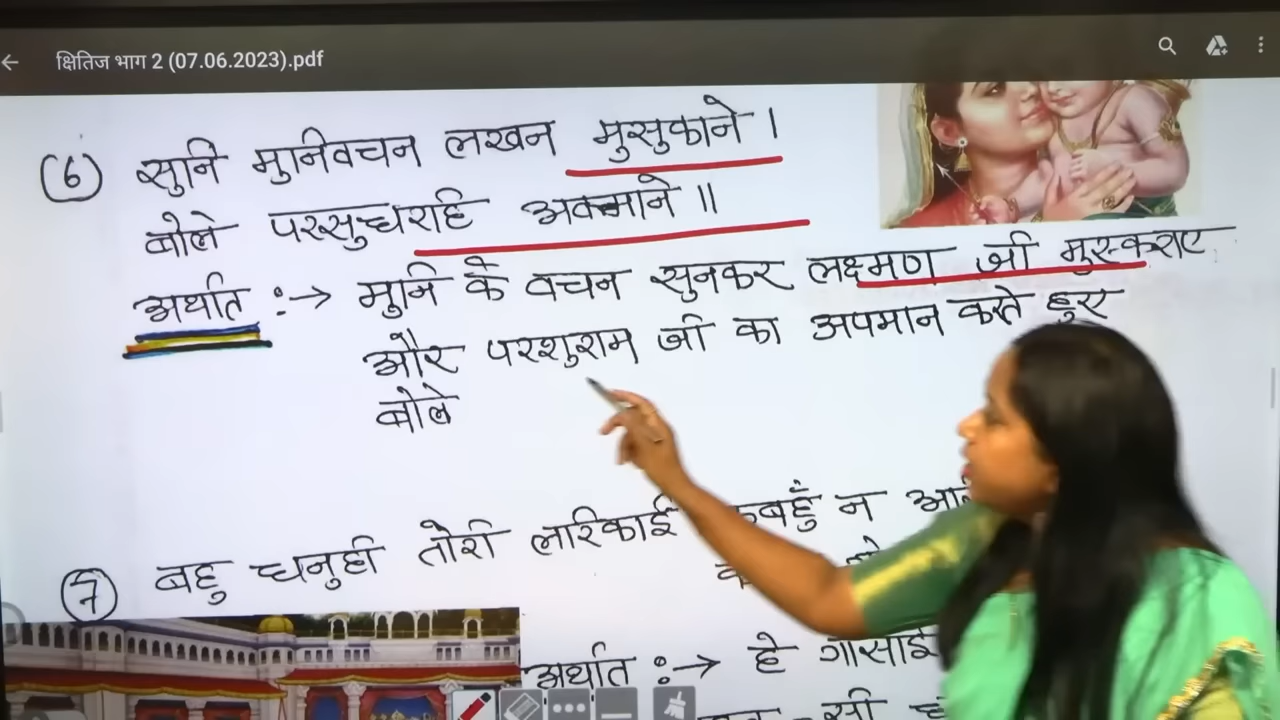 क्षितिज भाग 2 (07.06.2023).pdf
(6) सुनि मुनिवचन लखन मुसुकाने ।
बोले परसुधरहि अवमाने ॥
अर्थात :→ मुनि के वचन सुनकर लक्ष्मण जी मुस्कराए
और परशुराम जी का अपमान करते हुए
बोले
(7) बहु धनुही तोरी लरिकाई कबहुँ न
अर्थात :→ हे गोसाई